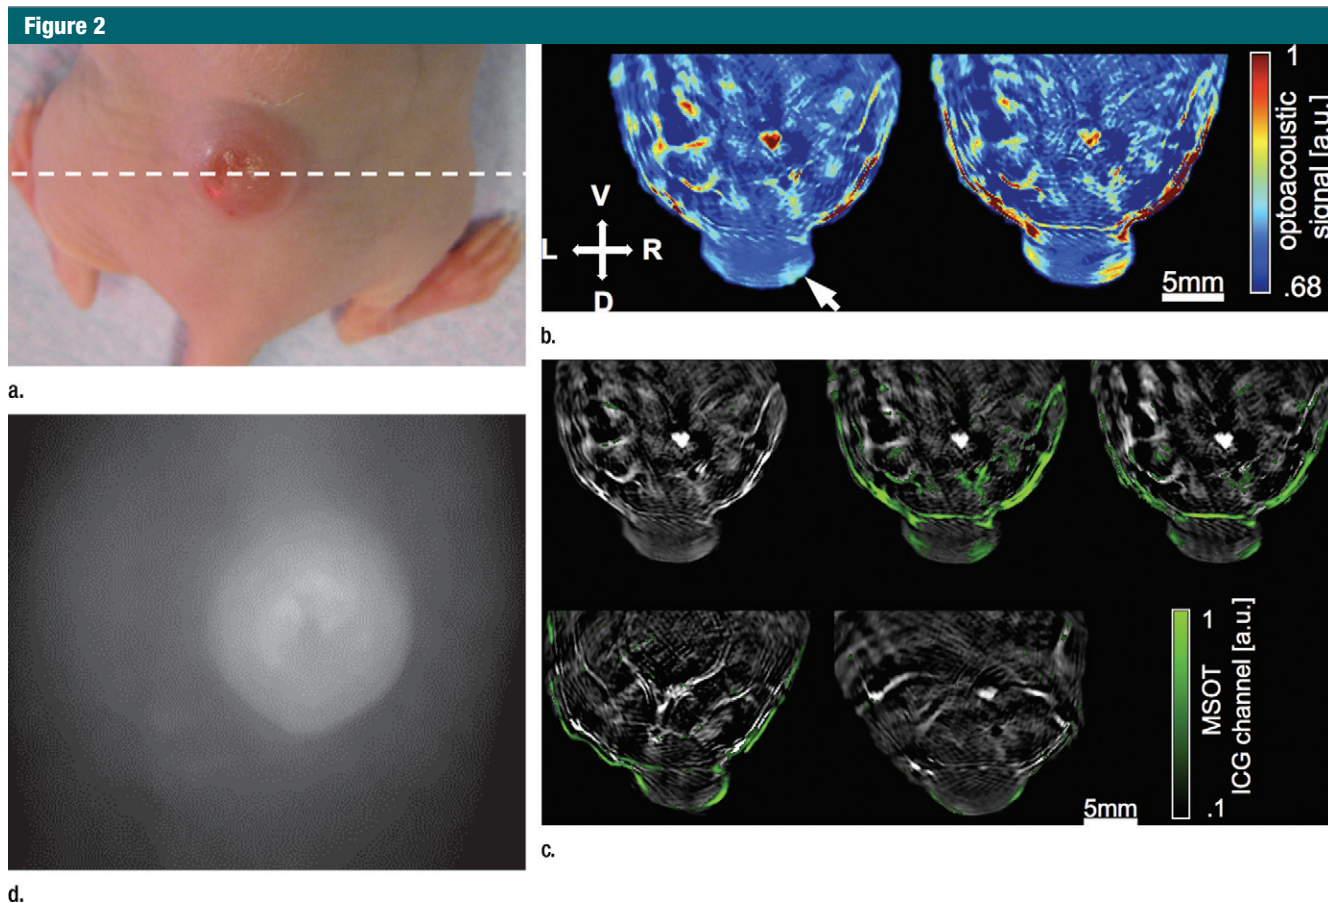 Figure 2
a.
V
L R
D
5mm
1
optoacoustic
signal [a.u.]
.68
b.
1
MSOT
ICG channel [a.u.]
.1
5mm
c.
d.